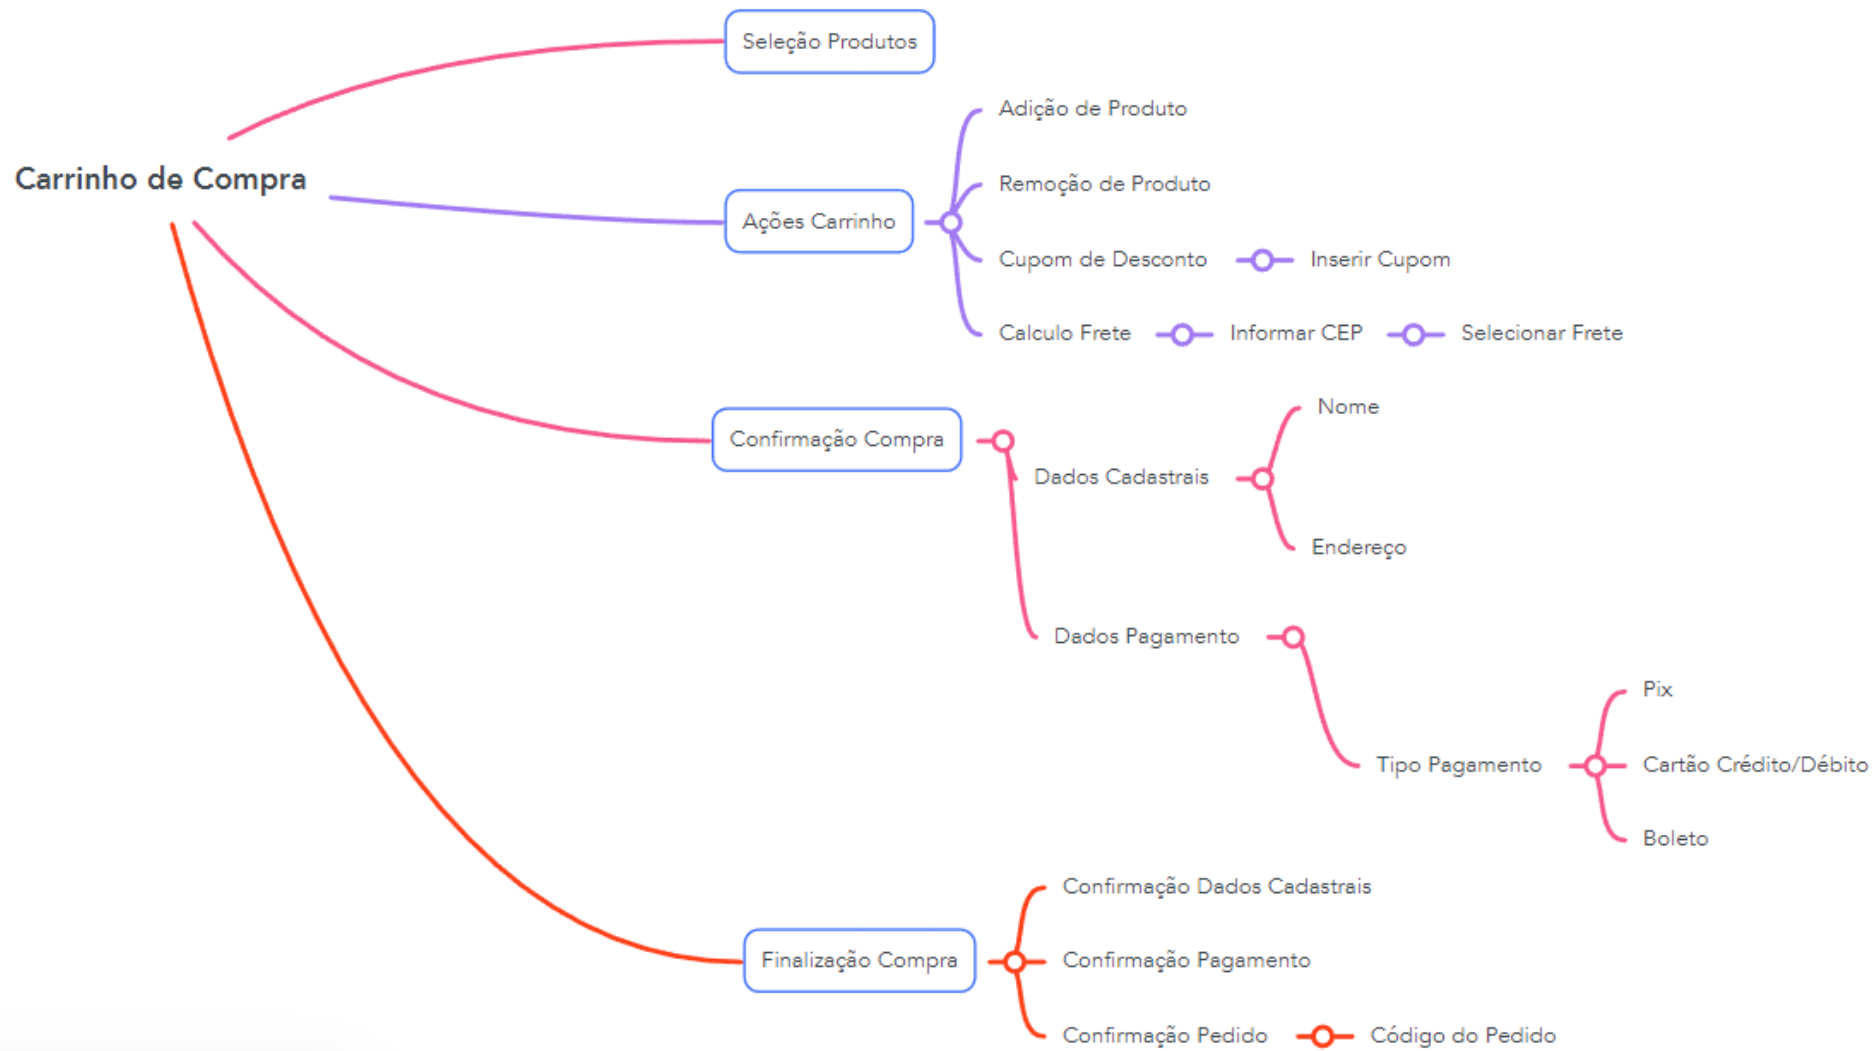 Seleção Produtos
Carrinho de Compra
Ações Carrinho
Adição de Produto
Remoção de Produto
Cupom de Desconto
Inserir Cupom
Calculo Frete
Informar CEP
Selecionar Frete
Confirmação Compra
Dados Cadastrais
Nome
Endereço
Dados Pagamento
Tipo Pagamento
Pix
Cartão Crédito/Débito
Boleto
Finalização Compra
Confirmação Dados Cadastrais
Confirmação Pagamento
Confirmação Pedido
Código do Pedido